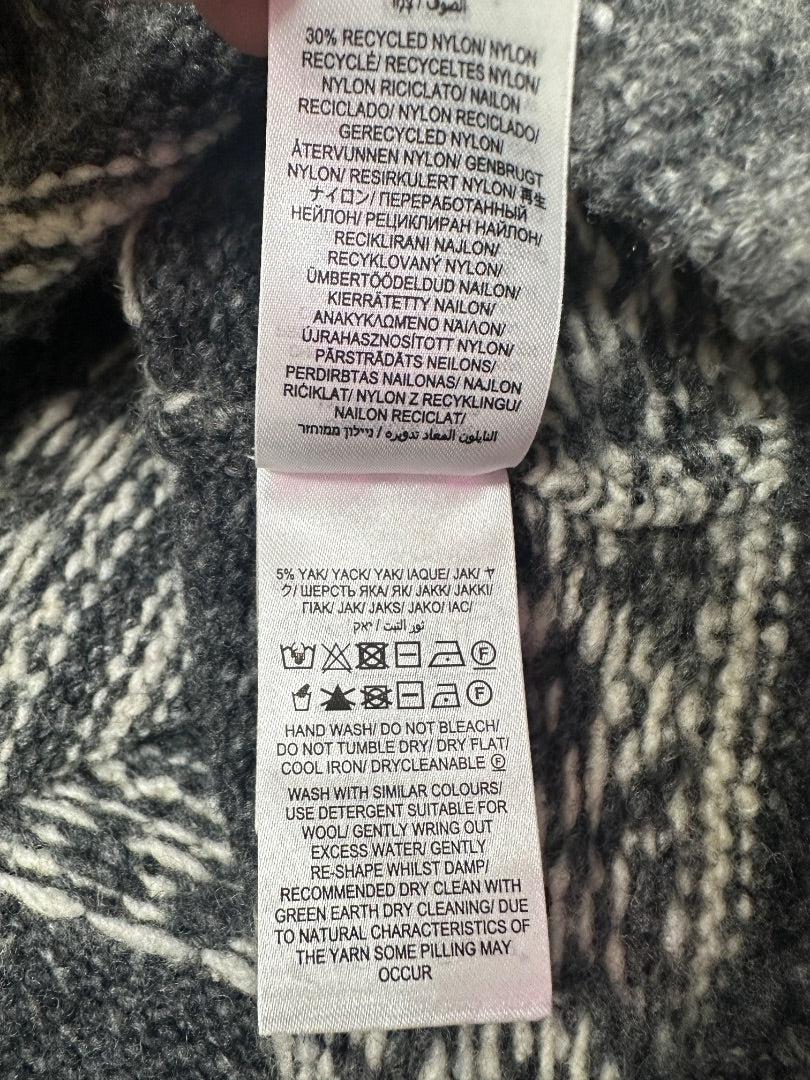 الصوف / צמר
30% RECYCLED NYLON/ NYLON
RECYCLÉ/ RECYCELTES NYLON/
NYLON RICICLATO/ NAILON
RECICLADO/ NYLON RECICLADO/
GERECYCLED NYLON/
ÅTERVUNNEN NYLON/ GENBRUGT
NYLON/ RESIRKULERT NYLON/ 再生
ナイロン/ ПЕРЕРАБОТАННЫЙ
НЕЙЛОН/ РЕЦИКЛИРАН НАЙЛОН/
RECIKLIRANI NAJLON/
RECYKLOVANÝ NYLON/
ÜMBERTÖÖDELDUD NAILON/
KIERRÄTETTY NAILON/
ΑΝΑΚΥΚΛΩΜΕΝΟ ΝΑΙΛΟΝ/
ÚJRAHASZNOSÍTOTT NYLON/
PĀRSTRĀDĀTS NEILONS/
PERDIRBTAS NAILONAS/ NAJLON
RIĊIKLAT/ NYLON Z RECYKLINGU/
NAILON RECICLAT/
النايلون المعاد تدويره / ניילון ממוחזר
5% YAK/ YACK/ YAK/ IAQUE/ JAK/ ヤ
ク/ ШЕРСТЬ ЯКА/ ЯК/ JAKK/ JAKKI/
ΓΙΑΚ/ JAK/ JAKS/ JAKO/ IAC/
ثور التبت / יאק
F
F
HAND WASH/ DO NOT BLEACH/
DO NOT TUMBLE DRY/ DRY FLAT/
COOL IRON/ DRYCLEANABLE Ⓕ
WASH WITH SIMILAR COLOURS/
USE DETERGENT SUITABLE FOR
WOOL/ GENTLY WRING OUT
EXCESS WATER/ GENTLY
RE-SHAPE WHILST DAMP/
RECOMMENDED DRY CLEAN WITH
GREEN EARTH DRY CLEANING/ DUE
TO NATURAL CHARACTERISTICS OF
THE YARN SOME PILLING MAY
OCCUR